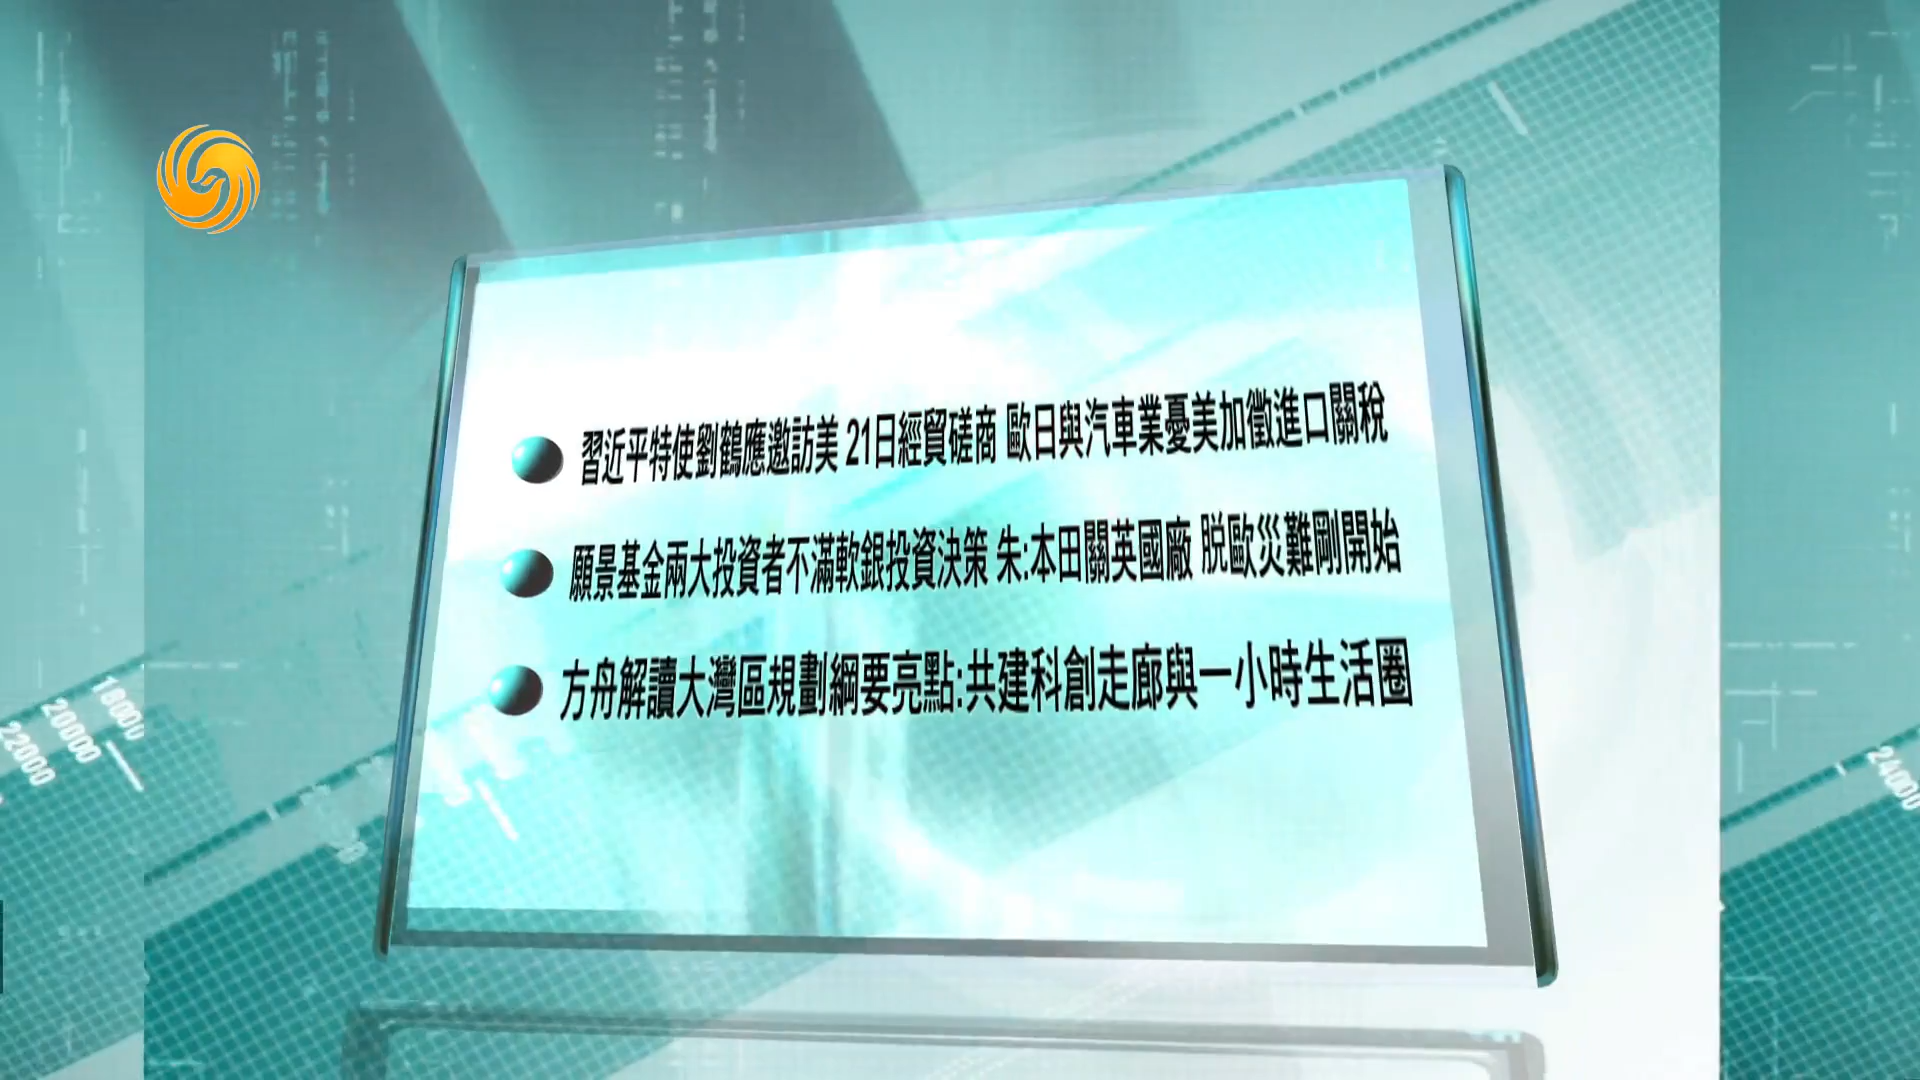 習近平特使劉鶴應邀訪美 21日經貿磋商 歐日與汽車業憂美加徵進口關稅
願景基金兩大投資者不滿軟銀投資決策 朱:本田關英國廠 脫歐災難剛開始
方舟解讀大灣區規劃綱要亮點:共建科創走廊與一小時生活圈
18000
20000
22000
24000